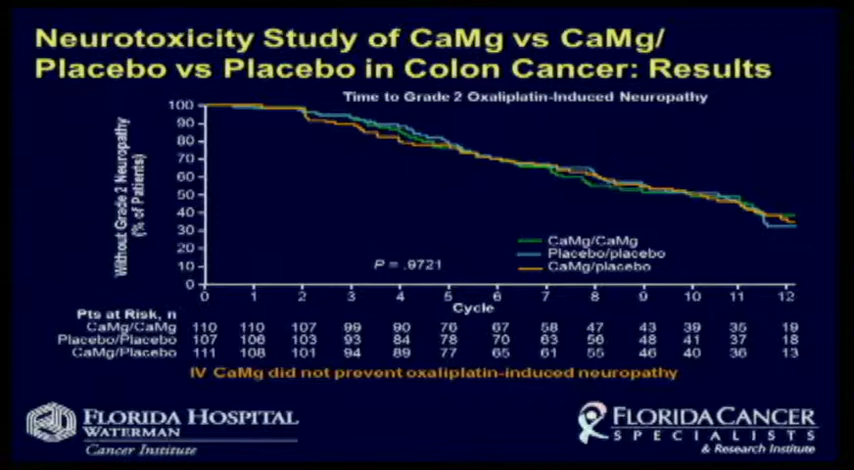 Neurotoxicity Study of CaMg vs CaMg/
Placebo vs Placebo in Colon Cancer: Results
Time to Grade 2 Oxaliplatin-Induced Neuropathy
Without Grade 2 Neuropathy
(% of Patients)
100
90
80
70
60
50
40
30
20
10
0
CaMg/CaMg
Placebo/placebo
CaMg/placebo
P = .9721
0 1 2 3 4 5 6 7 8 9 10 11 12
Cycle
Pts at Risk, n
CaMg/CaMg 110 110 107 99 90 76 67 58 47 43 39 35 19
Placebo/Placebo 107 106 103 93 84 78 70 63 56 48 41 37 18
CaMg/Placebo 111 108 101 94 89 77 65 61 55 46 40 36 13
IV CaMg did not prevent oxaliplatin-induced neuropathy
FLORIDA HOSPITAL
WATERMAN
Cancer Institute
FLORIDA CANCER
SPECIALISTS
& Research Institute